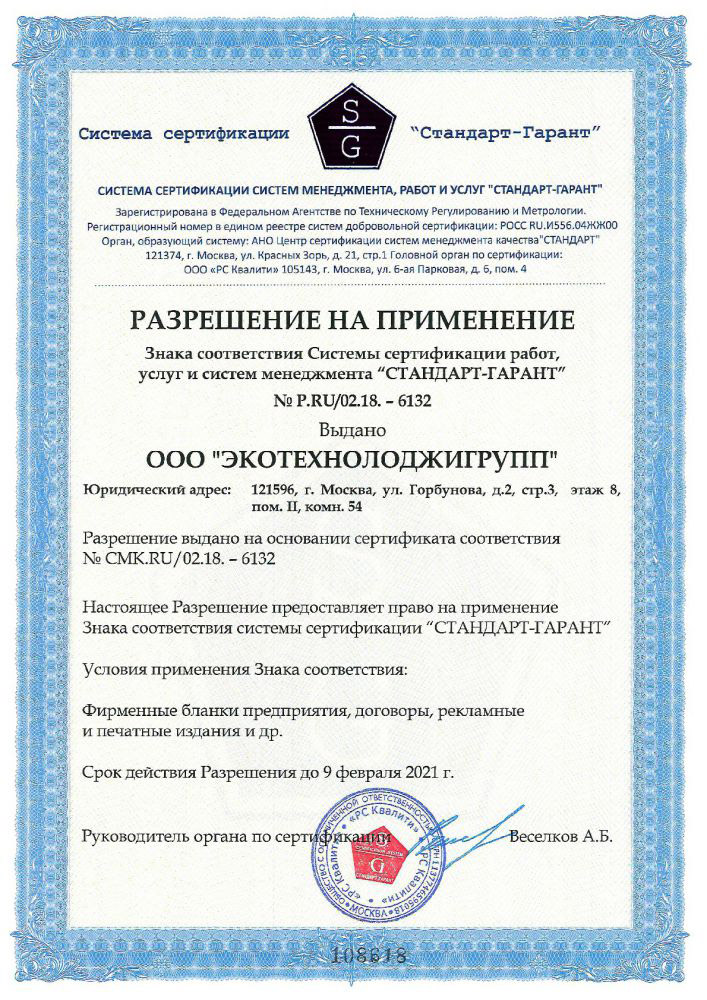 S
G
Система сертификации
“Стандарт-Гарант”
СИСТЕМА СЕРТИФИКАЦИИ СИСТЕМ МЕНЕДЖМЕНТА, РАБОТ И УСЛУГ "СТАНДАРТ-ГАРАНТ"
Зарегистрирована в Федеральном Агентстве по Техническому Регулированию и Метрологии.
Регистрационный номер в едином реестре систем добровольной сертификации: РОСС RU.И556.04ЖЖ00
Орган, образующий систему: АНО Центр сертификации систем менеджмента качества"СТАНДАРТ"
121374, г. Москва, ул. Красных Зорь, д. 21, стр.1 Головной орган по сертификации:
ООО «РС Квалити» 105143, г. Москва, ул. 6-ая Парковая, д. 6, пом. 4
РАЗРЕШЕНИЕ НА ПРИМЕНЕНИЕ
Знака соответствия Системы сертификации работ,
услуг и систем менеджмента “СТАНДАРТ-ГАРАНТ”
№ P.RU/02.18. – 6132
Выдано
ООО "ЭКОТЕХНОЛОДЖИГРУПП"
Юридический адрес: 121596, г. Москва, ул. Горбунова, д.2, стр.3, этаж 8,
пом. II, комн. 54
Разрешение выдано на основании сертификата соответствия
№ СМК.RU/02.18. – 6132
Настоящее Разрешение предоставляет право на применение
Знака соответствия системы сертификации “СТАНДАРТ-ГАРАНТ”
Условия применения Знака соответствия:
Фирменные бланки предприятия, договоры, рекламные
и печатные издания и др.
Срок действия Разрешения до 9 февраля 2021 г.
Руководитель органа по сертификации Веселков А.Б.
ОБЩЕСТВО С ОГРАНИЧЕННОЙ ОТВЕТСТВЕННОСТЬЮ
МОСКВА
«РС Квалити» «РС Квалити» «РС Квалити»
S
G
СТАНДАРТ-ГАРАНТ
108618